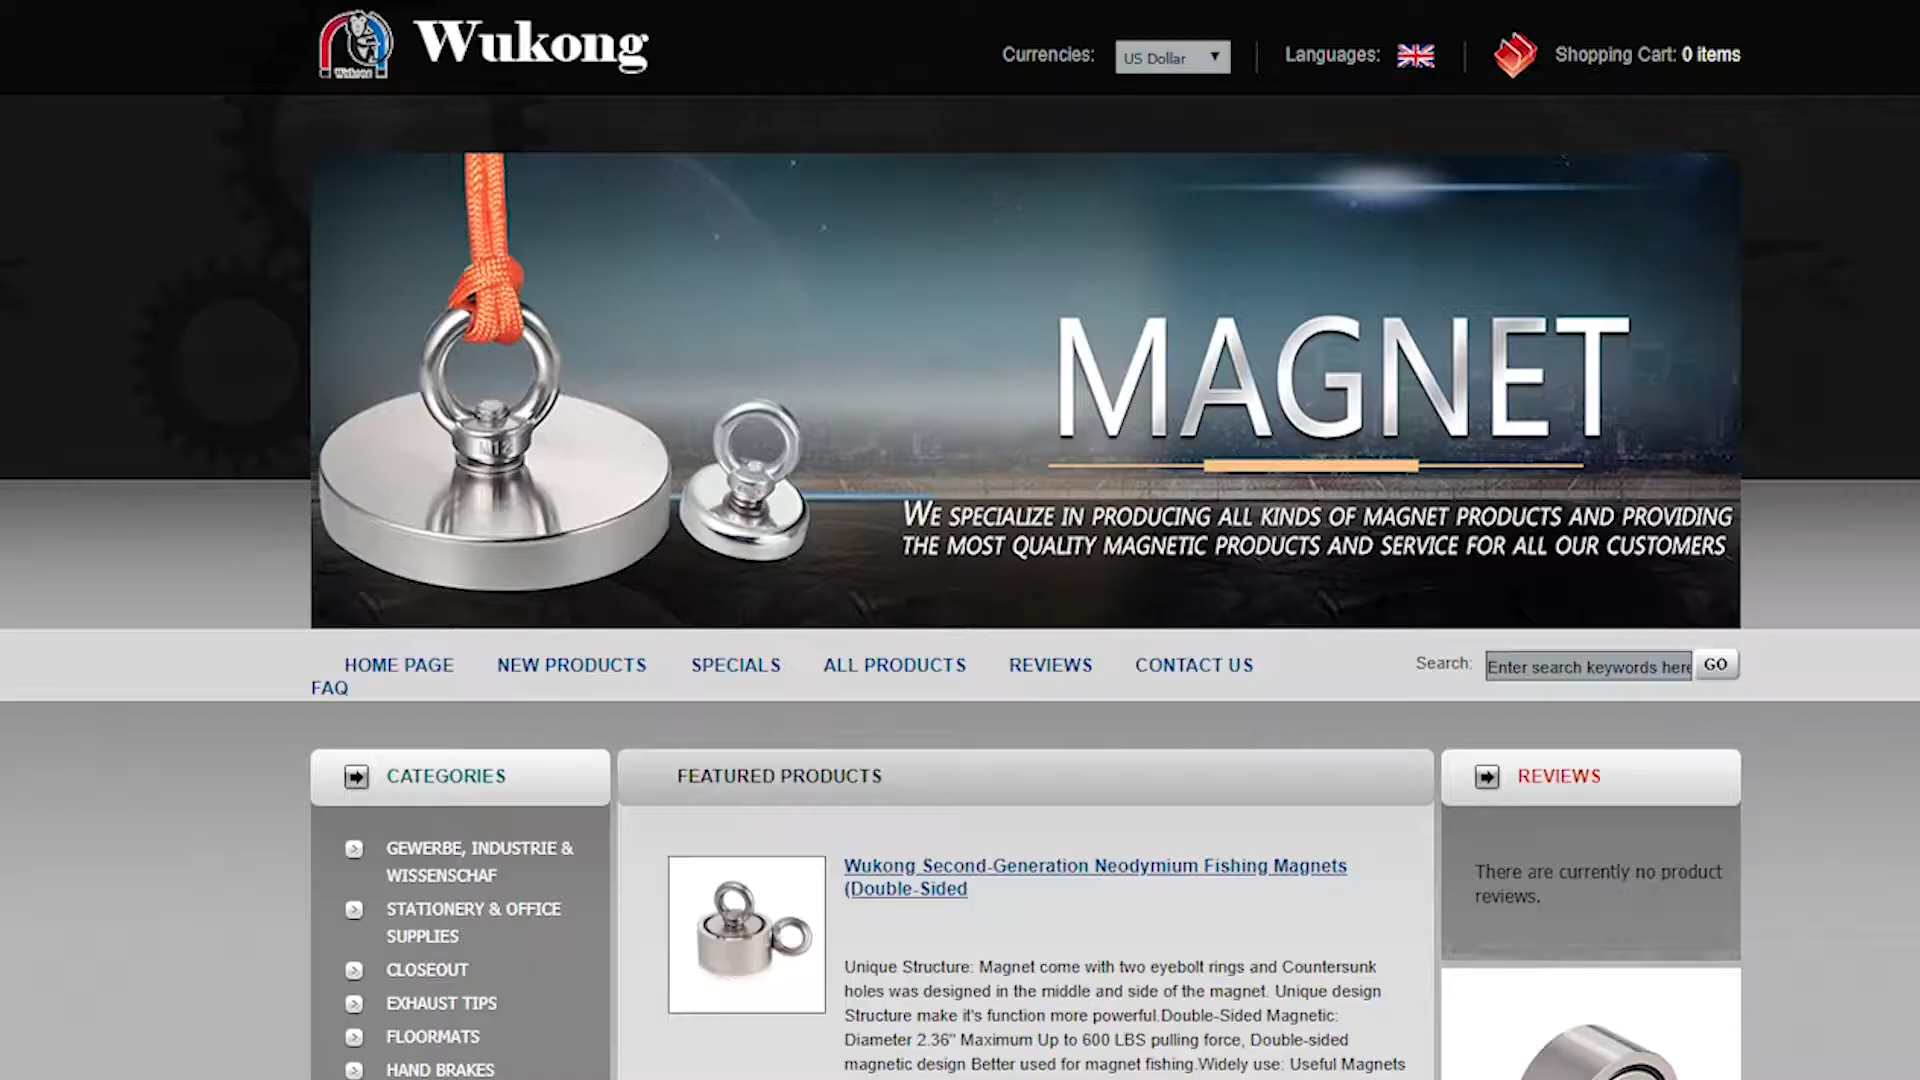 Wukong
Wukong
Currencies:
US Dollar
Languages:
Shopping Cart: 0 items
MAGNET
WE SPECIALIZE IN PRODUCING ALL KINDS OF MAGNET PRODUCTS AND PROVIDING
THE MOST QUALITY MAGNETIC PRODUCTS AND SERVICE FOR ALL OUR CUSTOMERS
HOME PAGE
NEW PRODUCTS
SPECIALS
ALL PRODUCTS
REVIEWS
CONTACT US
FAQ
Search:
Enter search keywords here
GO
CATEGORIES
GEWERBE, INDUSTRIE &
WISSENSCHAF
STATIONERY & OFFICE
SUPPLIES
CLOSEOUT
EXHAUST TIPS
FLOORMATS
HAND BRAKES
FEATURED PRODUCTS
Wukong Second-Generation Neodymium Fishing Magnets
(Double-Sided
Unique Structure: Magnet come with two eyebolt rings and Countersunk
holes was designed in the middle and side of the magnet. Unique design
Structure make it's function more powerful.Double-Sided Magnetic:
Diameter 2.36" Maximum Up to 600 LBS pulling force, Double-sided
magnetic design Better used for magnet fishing.Widely use: Useful Magnets
REVIEWS
There are currently no product
reviews.